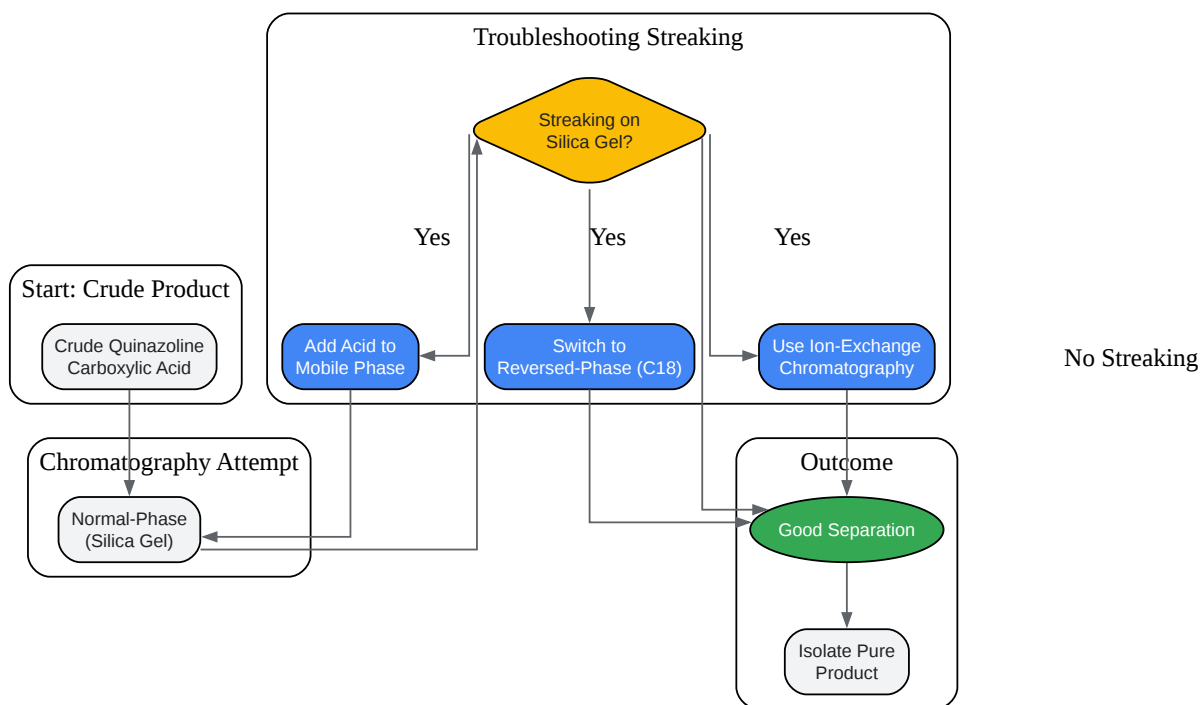 Troubleshooting Streaking
Streaking on
Silica Gel?
Yes
Yes
Yes
Start: Crude Product
Crude Quinazoline
Carboxylic Acid
Add Acid to
Mobile Phase
Switch to
Reversed-Phase (C18)
Use Ion-Exchange
Chromatography
No Streaking
Chromatography Attempt
Normal-Phase
(Silica Gel)
Outcome
Good Separation
Isolate Pure
Product